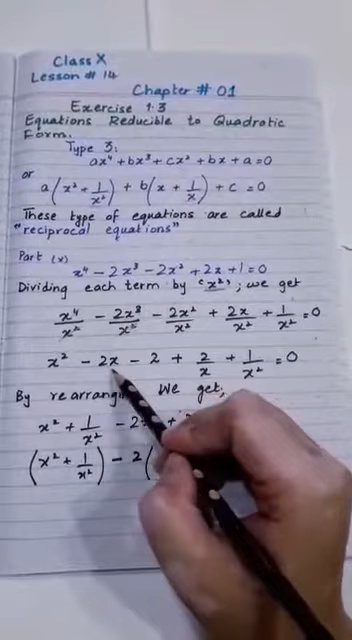 Class X
Lesson # 14
Chapter # 01
Exercise 1.3
Equations Reducible to Quadratic
Form.
Type 3:
ax⁴ + bx³ + cx² + bx + a = 0
or
a(x² + 1/x²) + b(x + 1/x) + c = 0
These type of equations are called
"reciprocal equations"
Part (x)
x⁴ - 2x³ - 2x² + 2x + 1 = 0
Dividing each term by "x²", we get
x⁴/x² - 2x³/x² - 2x²/x² + 2x/x² + 1/x² = 0
x² - 2x - 2 + 2/x + 1/x² = 0
By We get,
x² + 1/x² - 2x +
(x² + 1/x²) - 2(